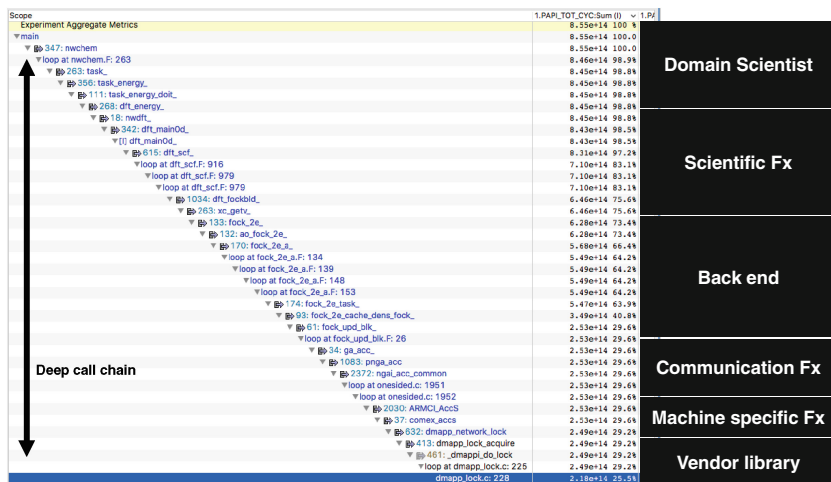 Scope 1.PAPI_TOT_CYC:Sum (I) 1.PA
Experiment Aggregate Metrics 8.55e+14 100 %
main 8.55e+14 100.0
347: nwchem 8.55e+14 100.0
loop at nwchem.F: 263 8.46e+14 98.9%
263: task_ 8.45e+14 98.8%
356: task_energy_ 8.45e+14 98.8%
111: task_energy_doit_ 8.45e+14 98.8%
268: dft_energy_ 8.45e+14 98.8%
18: nwdft_ 8.45e+14 98.8%
342: dft_main0d_ 8.43e+14 98.5%
[I] dft_main0d_ 8.43e+14 98.5%
615: dft_scf_ 8.31e+14 97.2%
loop at dft_scf.F: 916 7.10e+14 83.1%
loop at dft_scf.F: 979 7.10e+14 83.1%
loop at dft_scf.F: 979 7.10e+14 83.1%
1034: dft_fockbld_ 6.46e+14 75.6%
263: xc_getv_ 6.46e+14 75.6%
133: fock_2e_ 6.28e+14 73.4%
132: ao_fock_2e_ 6.28e+14 73.4%
170: fock_2e_a_ 5.68e+14 66.4%
loop at fock_2e_a.F: 134 5.49e+14 64.2%
loop at fock_2e_a.F: 139 5.49e+14 64.2%
loop at fock_2e_a.F: 148 5.49e+14 64.2%
loop at fock_2e_a.F: 153 5.49e+14 64.2%
174: fock_2e_task_ 5.47e+14 63.9%
93: fock_2e_cache_dens_fock_ 3.49e+14 40.8%
61: fock_upd_blk_ 2.53e+14 29.6%
loop at fock_upd_blk.F: 26 2.53e+14 29.6%
34: ga_acc_ 2.53e+14 29.6%
1083: pnga_acc 2.53e+14 29.6%
2372: ngai_acc_common 2.53e+14 29.6%
loop at onesided.c: 1951 2.53e+14 29.6%
loop at onesided.c: 1952 2.53e+14 29.6%
2030: ARMCI_AccS 2.53e+14 29.6%
37: comex_accs 2.53e+14 29.6%
632: dmapp_network_lock 2.49e+14 29.2%
413: dmapp_lock_acquire 2.49e+14 29.2%
461: _dmappi_do_lock 2.49e+14 29.2%
loop at dmapp_lock.c: 225 2.49e+14 29.2%
dmapp_lock.c: 228 2.18e+14 25.5%
Deep call chain
Domain Scientist
Scientific Fx
Back end
Communication Fx
Machine specific Fx
Vendor library